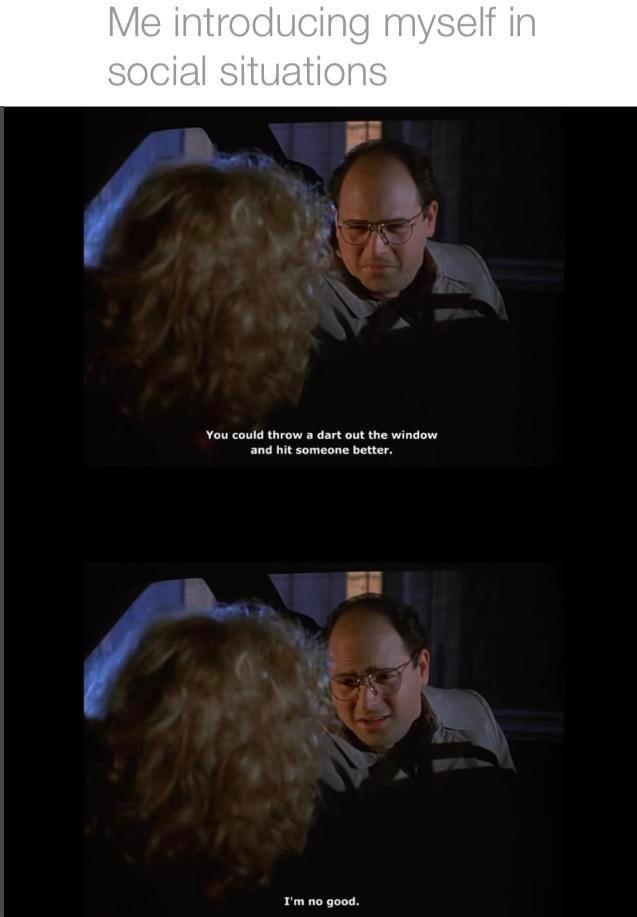 Me introducing myself in
social situations
You could throw a dart out the window
and hit someone better.
I'm no good.